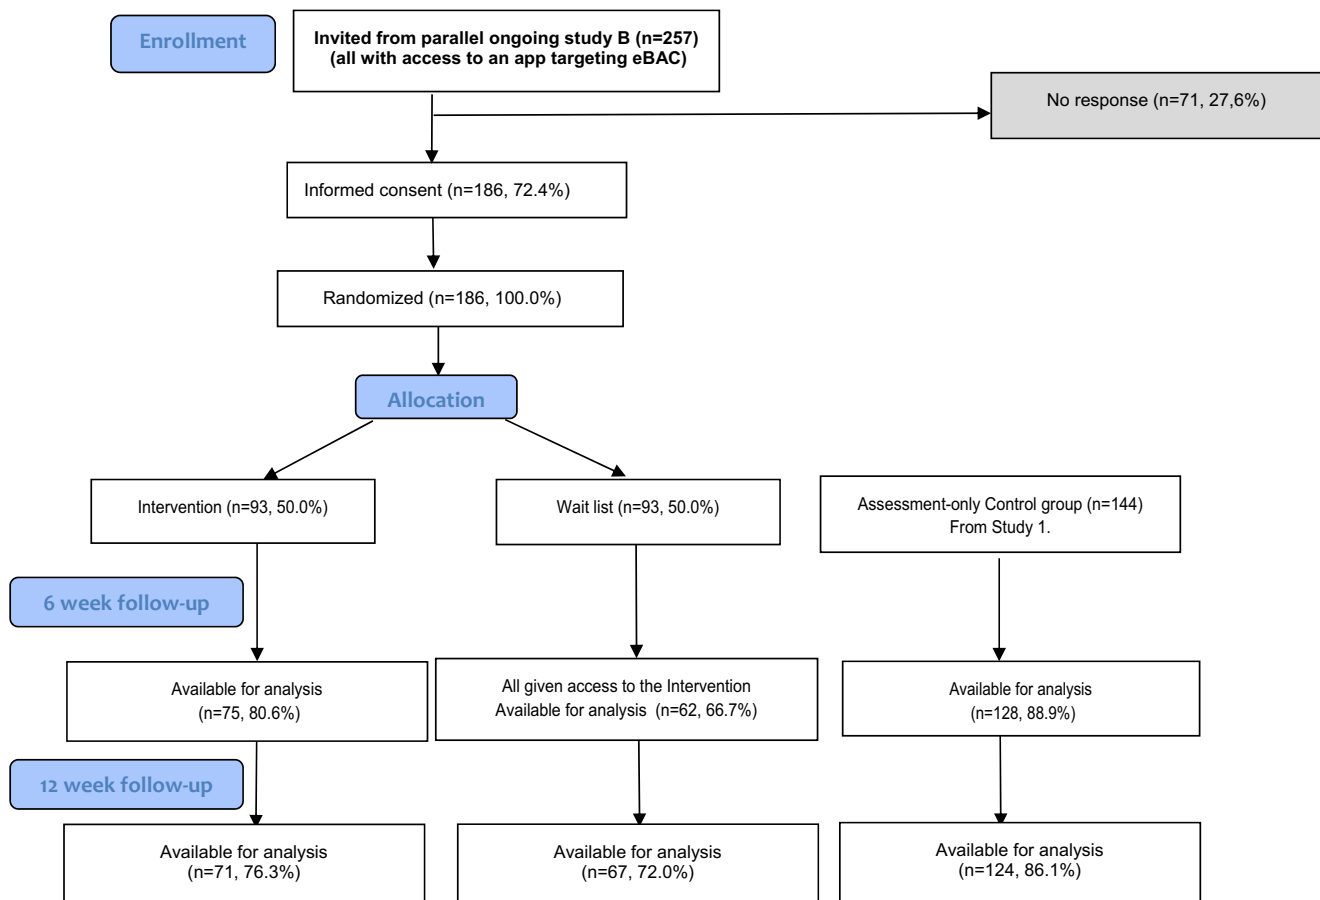 Enrollment
Invited from parallel ongoing study B (n=257)
(all with access to an app targeting eBAC)
No response (n=71, 27,6%)
Informed consent (n=186, 72.4%)
Randomized (n=186, 100.0%)
Allocation
Intervention (n=93, 50.0%)
Wait list (n=93, 50.0%)
Assessment-only Control group (n=144)
From Study 1.
6 week follow-up
Available for analysis
(n=75, 80.6%)
All given access to the Intervention
Available for analysis (n=62, 66.7%)
Available for analysis
(n=128, 88.9%)
12 week follow-up
Available for analysis
(n=71, 76.3%)
Available for analysis
(n=67, 72.0%)
Available for analysis
(n=124, 86.1%)